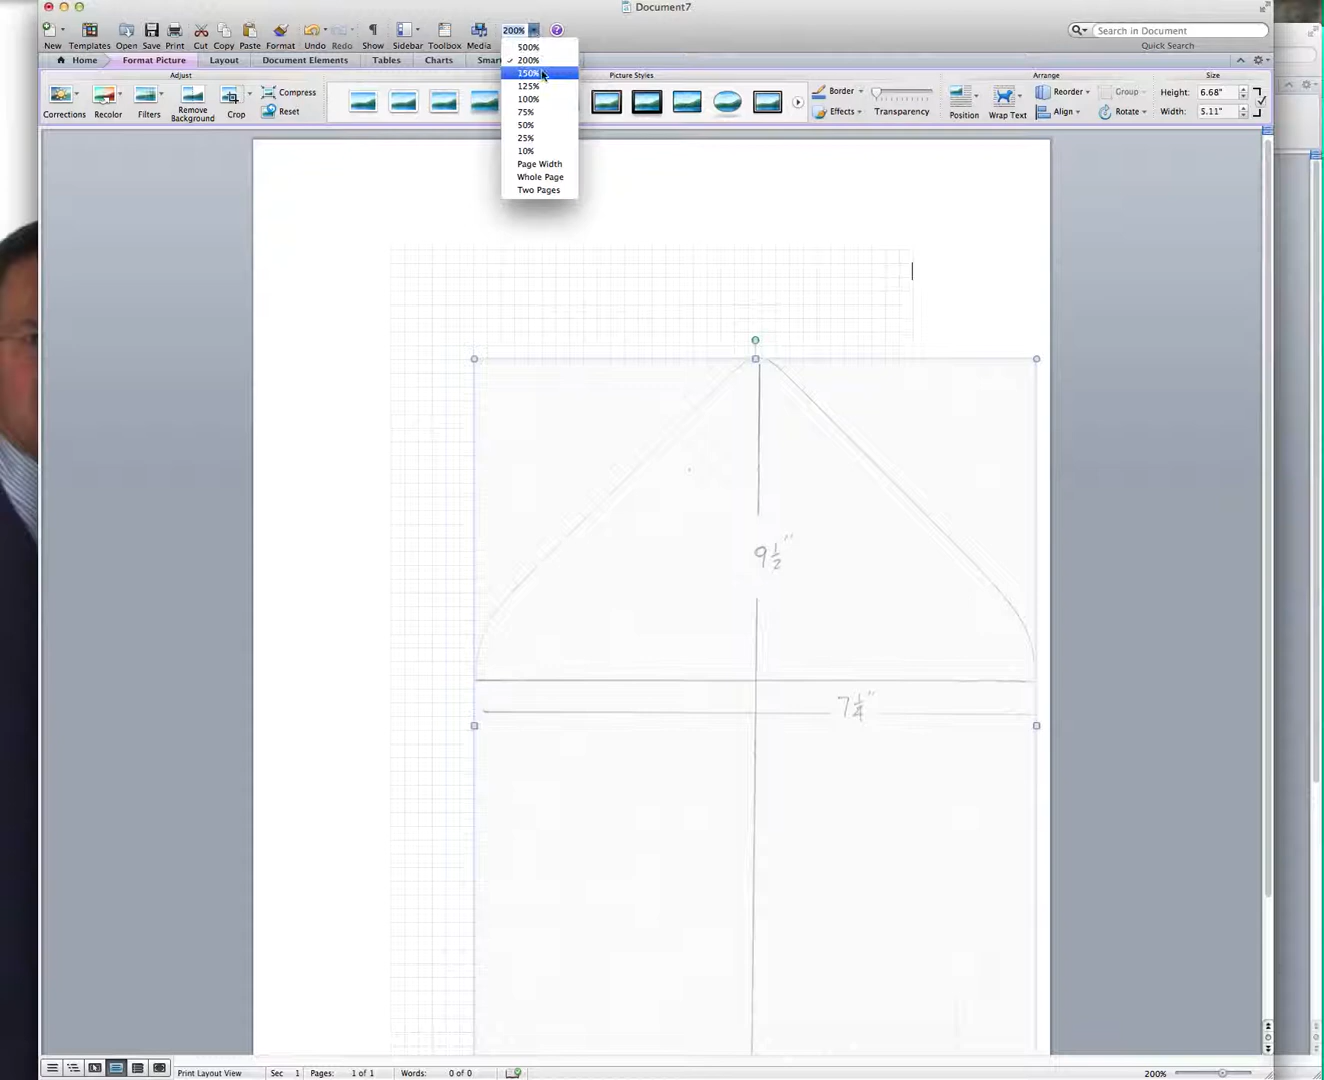 Document7
200%
Search in Document
New Templates Open Save Print Cut Copy Paste Format Undo Redo Show Sidebar Toolbox Media
Quick Search
500%
200%
150%
125%
100%
75%
50%
25%
10%
Page Width
Whole Page
Two Pages
Home Format Picture Layout Document Elements Tables Charts Smar
Adjust Picture Styles Arrange Size
Compress Border Reorder Group Height: 6.68"
Reset Effects Align Rotate Width: 5.11"
Corrections Recolor Filters Remove Background Crop Transparency Position Wrap Text
9 1/2"
7 1/4"
Print Layout View Sec 1 Pages: 1 of 1 Words: 0 of 0 200%